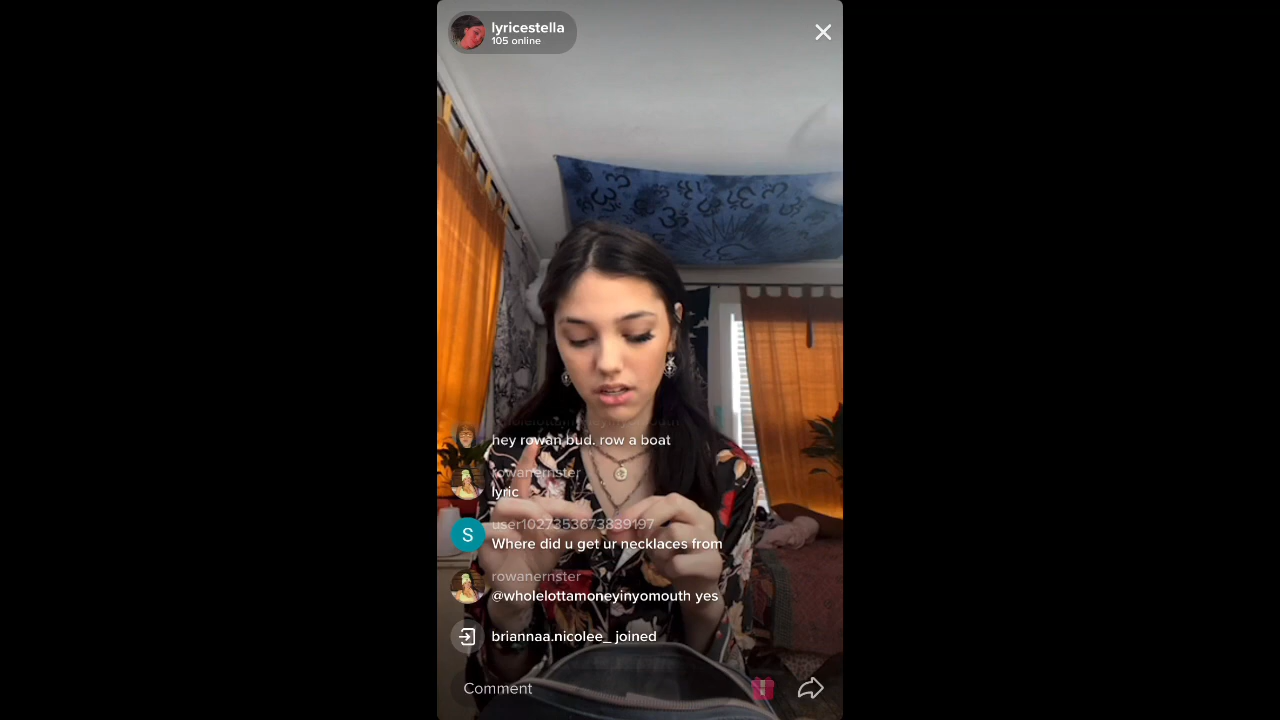 lyricestella
105 online
hey rowan bud. row a boat
rowanernster
lyric
user1027353673839197
Where did u get ur necklaces from
rowanernster
@wholelottamoneyinyomouth yes
S
briannaa.nicolee_ joined
Comment